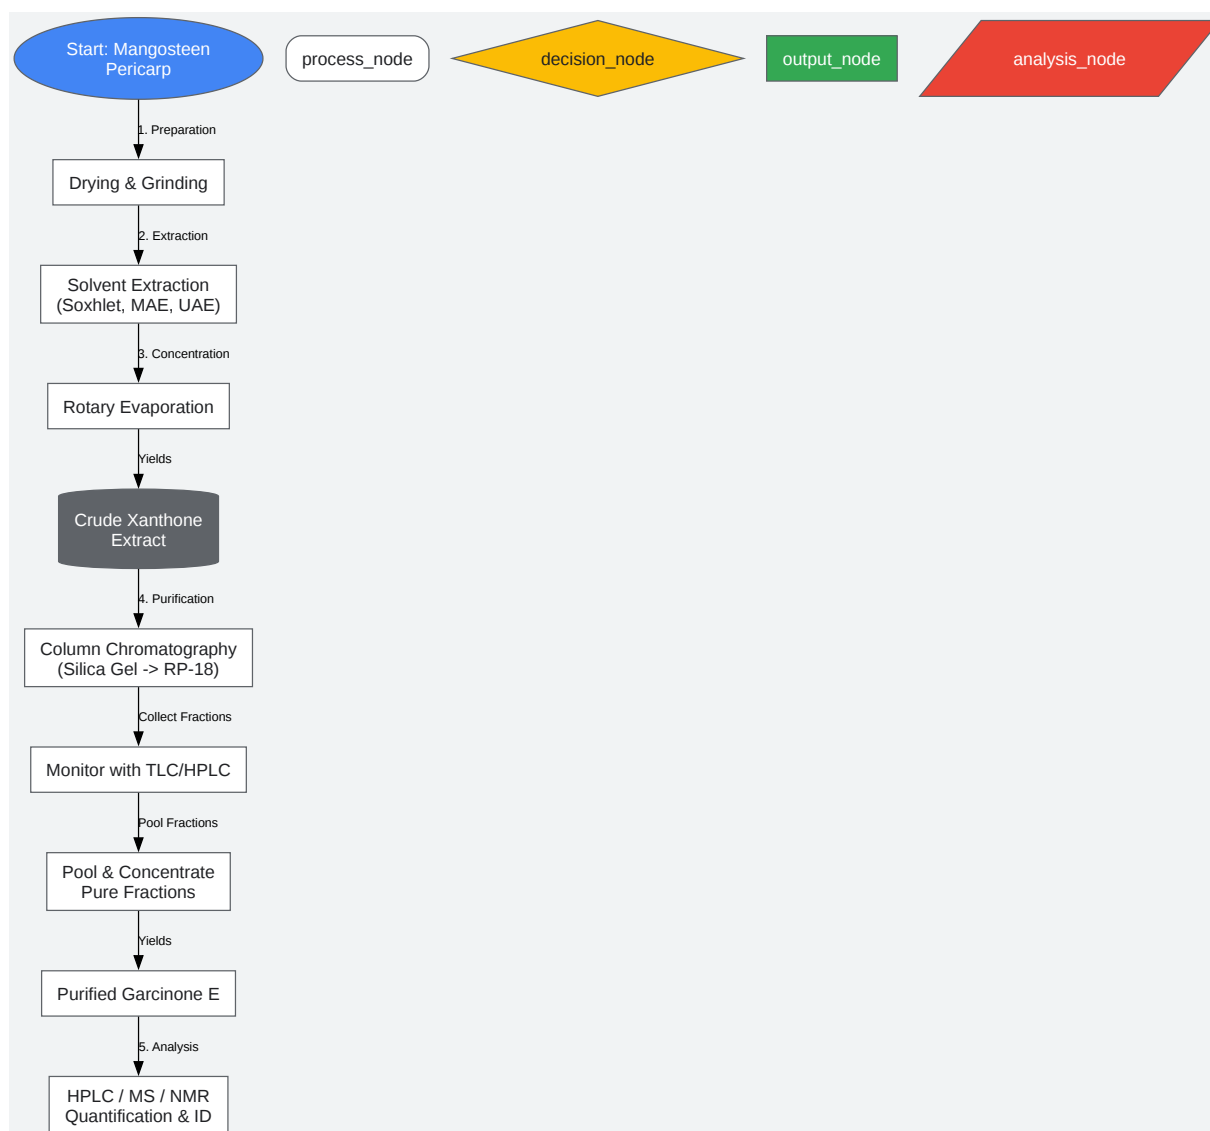 Start: Mangosteen
Pericarp
process_node
decision_node
output_node
analysis_node
1. Preparation
Drying & Grinding
2. Extraction
Solvent Extraction
(Soxhlet, MAE, UAE)
3. Concentration
Rotary Evaporation
Yields
Crude Xanthone
Extract
4. Purification
Column Chromatography
(Silica Gel -> RP-18)
Collect Fractions
Monitor with TLC/HPLC
Pool Fractions
Pool & Concentrate
Pure Fractions
Yields
Purified Garcinone E
5. Analysis
HPLC / MS / NMR
Quantification & ID